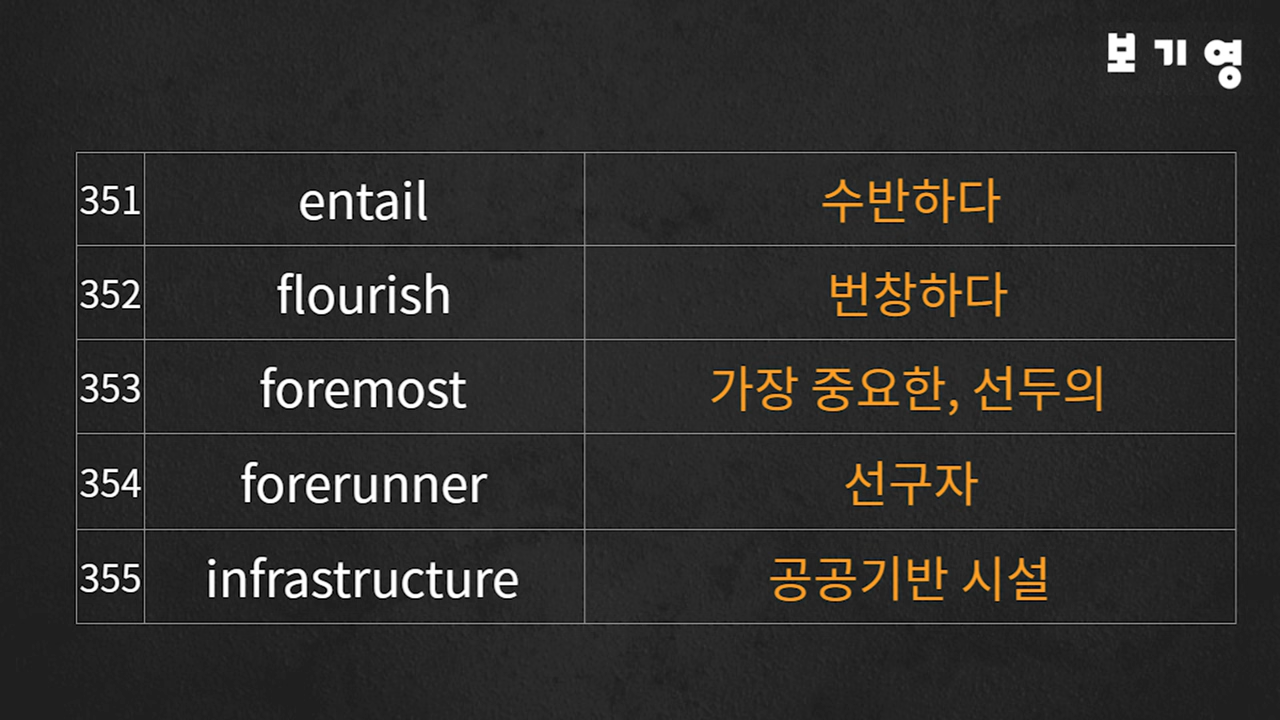 보기영
351 entail 수반하다
352 flourish 번창하다
353 foremost 가장 중요한, 선두의
354 forerunner 선구자
355 infrastructure 공공기반 시설